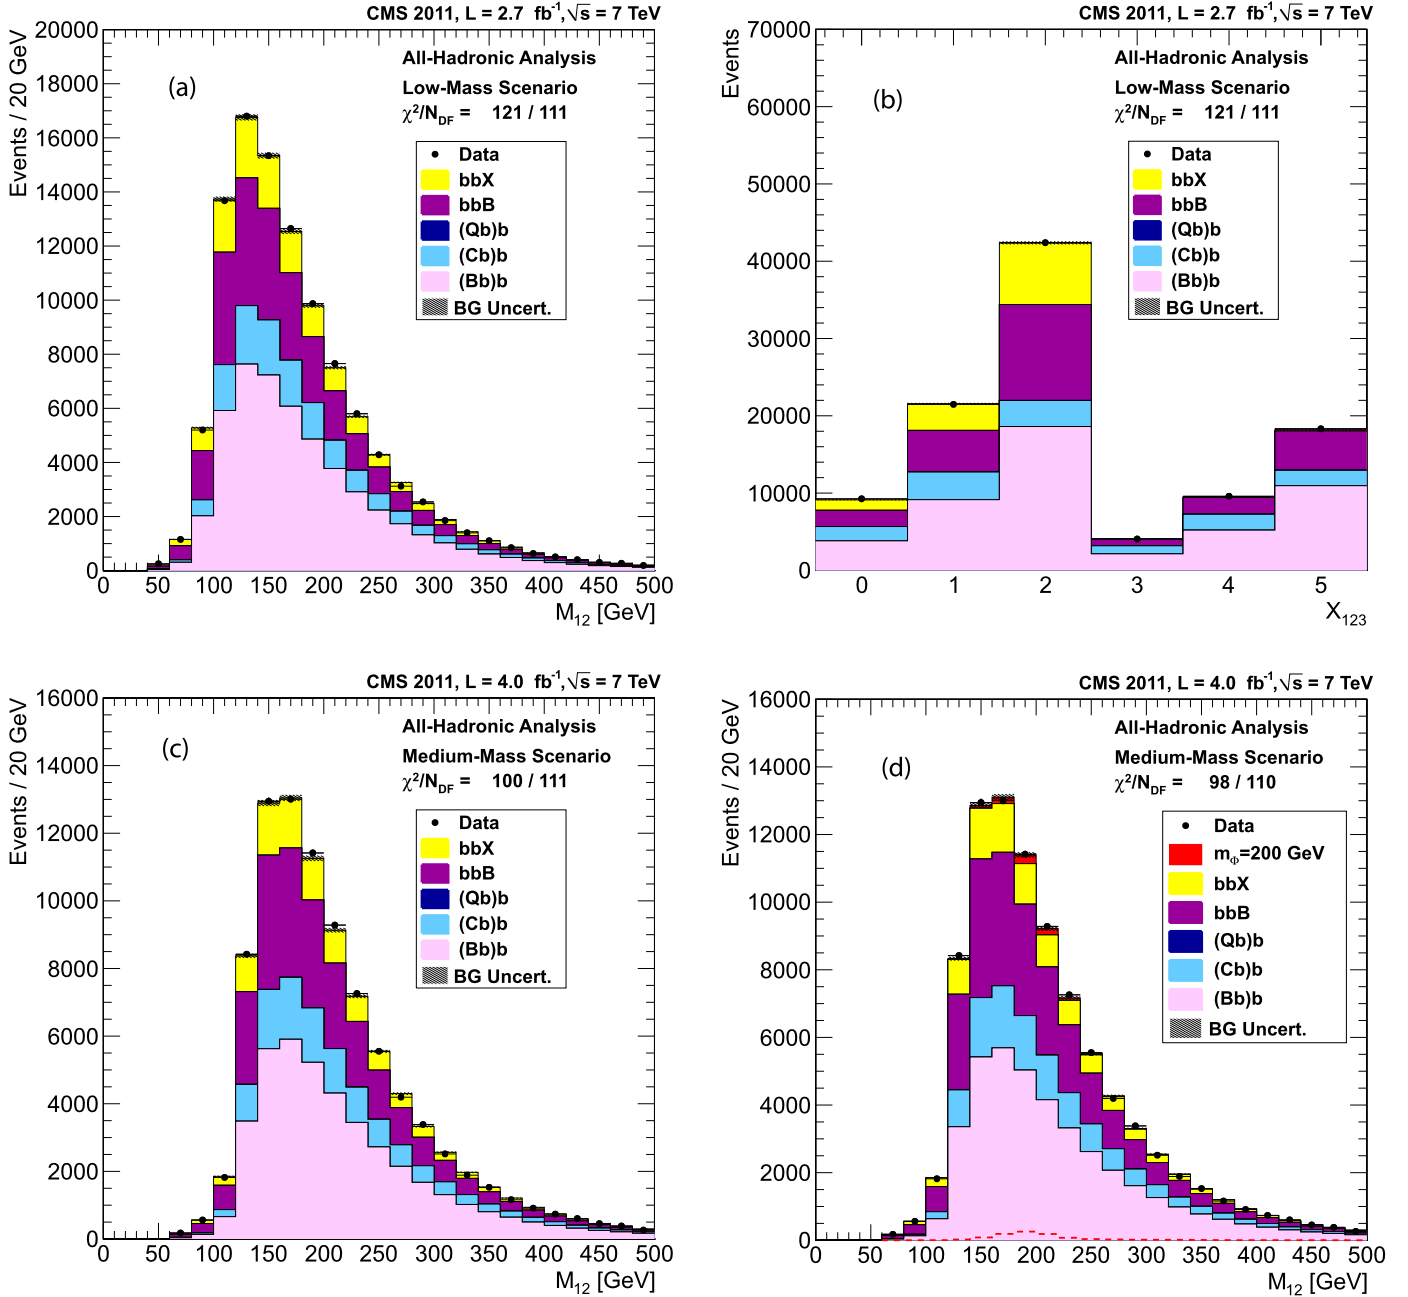 CMS 2011, L = 2.7 fb⁻¹, √s = 7 TeV
Events / 20 GeV
20000
18000
16000
14000
12000
10000
8000
6000
4000
2000
0
(a)
All-Hadronic Analysis
Low-Mass Scenario
χ²/N_DF = 121 / 111
Data
bbX
bbB
(Qb)b
(Cb)b
(Bb)b
BG Uncert.
0 50 100 150 200 250 300 350 400 450 500
M₁₂ [GeV]
CMS 2011, L = 2.7 fb⁻¹, √s = 7 TeV
Events
70000
60000
50000
40000
30000
20000
10000
0
(b)
All-Hadronic Analysis
Low-Mass Scenario
χ²/N_DF = 121 / 111
Data
bbX
bbB
(Qb)b
(Cb)b
(Bb)b
BG Uncert.
0 1 2 3 4 5
X₁₂₃
CMS 2011, L = 4.0 fb⁻¹, √s = 7 TeV
Events / 20 GeV
16000
14000
12000
10000
8000
6000
4000
2000
0
(c)
All-Hadronic Analysis
Medium-Mass Scenario
χ²/N_DF = 100 / 111
Data
bbX
bbB
(Qb)b
(Cb)b
(Bb)b
BG Uncert.
0 50 100 150 200 250 300 350 400 450 500
M₁₂ [GeV]
CMS 2011, L = 4.0 fb⁻¹, √s = 7 TeV
Events / 20 GeV
16000
14000
12000
10000
8000
6000
4000
2000
0
(d)
All-Hadronic Analysis
Medium-Mass Scenario
χ²/N_DF = 98 / 110
Data
m_Φ=200 GeV
bbX
bbB
(Qb)b
(Cb)b
(Bb)b
BG Uncert.
0 50 100 150 200 250 300 350 400 450 500
M₁₂ [GeV]